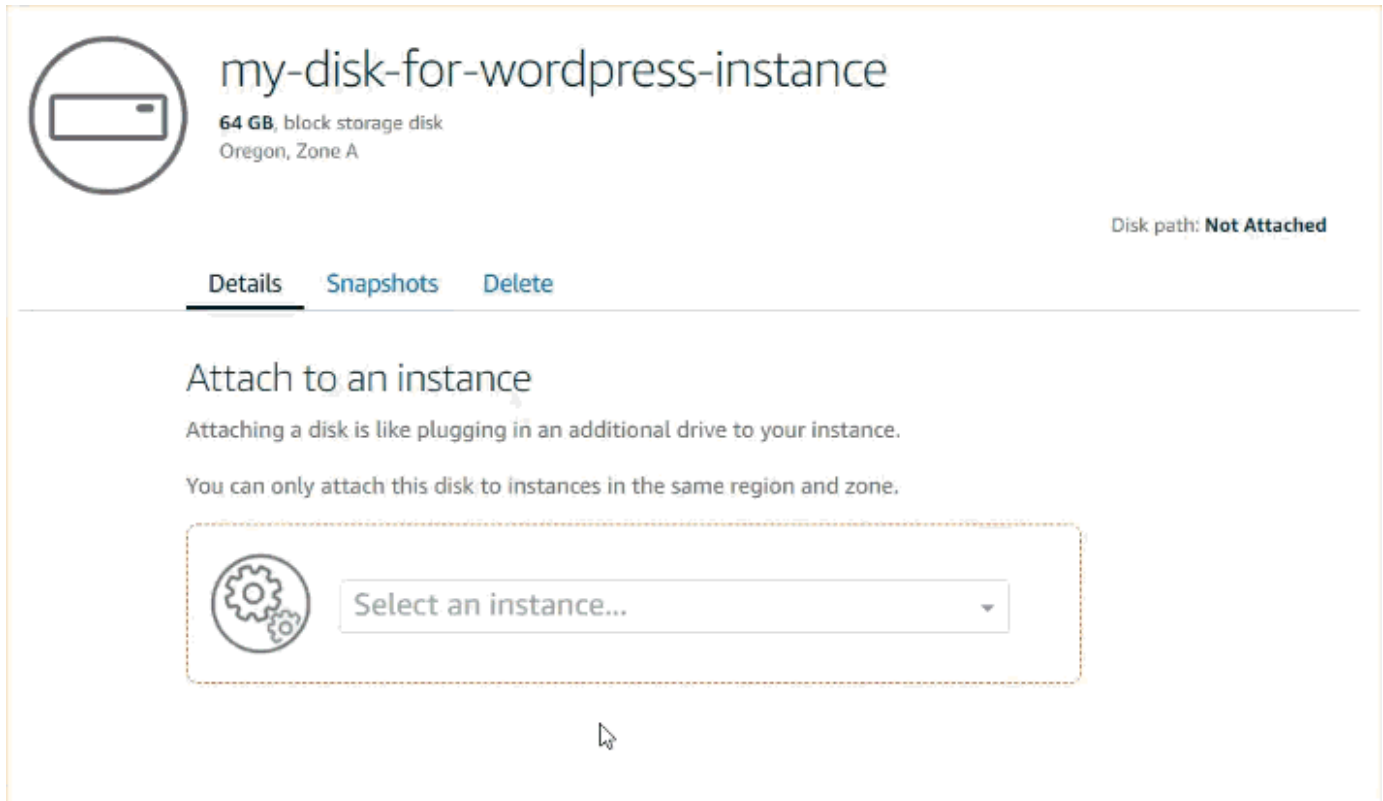 my-disk-for-wordpress-instance
64 GB, block storage disk
Oregon, Zone A
Disk path: Not Attached
Details Snapshots Delete
Attach to an instance
Attaching a disk is like plugging in an additional drive to your instance.
You can only attach this disk to instances in the same region and zone.
Select an instance...